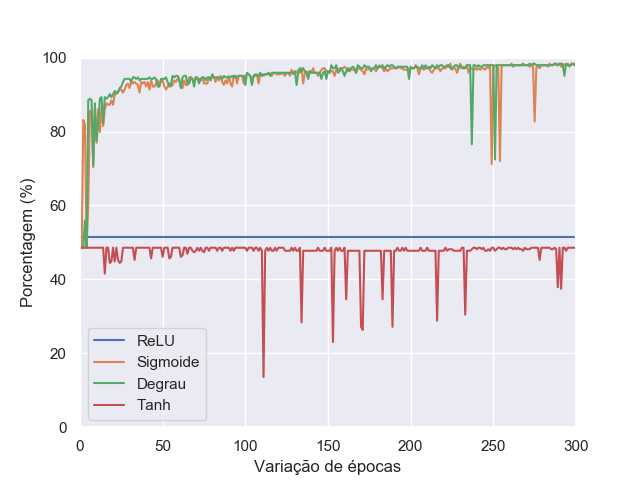 100
80
60
40
20
0
Porcentagem (%)
ReLU
Sigmoide
Degrau
Tanh
0 50 100 150 200 250 300
Variação de épocas